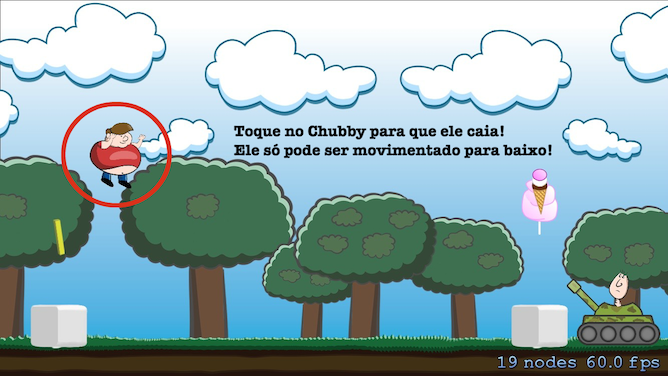 Toque no Chubby para que ele caia!
Ele só pode ser movimentado para baixo!
19 nodes 60.0 fps